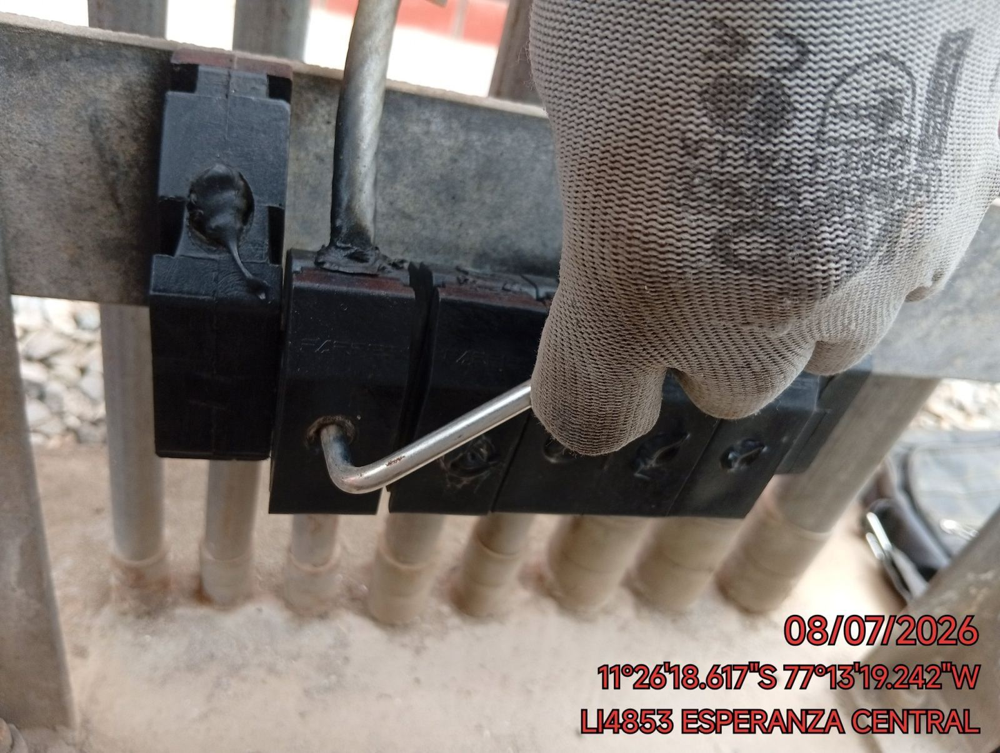 08/07/2026
11°26'18.617"S 77°13'19.242"W
LI4853 ESPERANZA CENTRAL